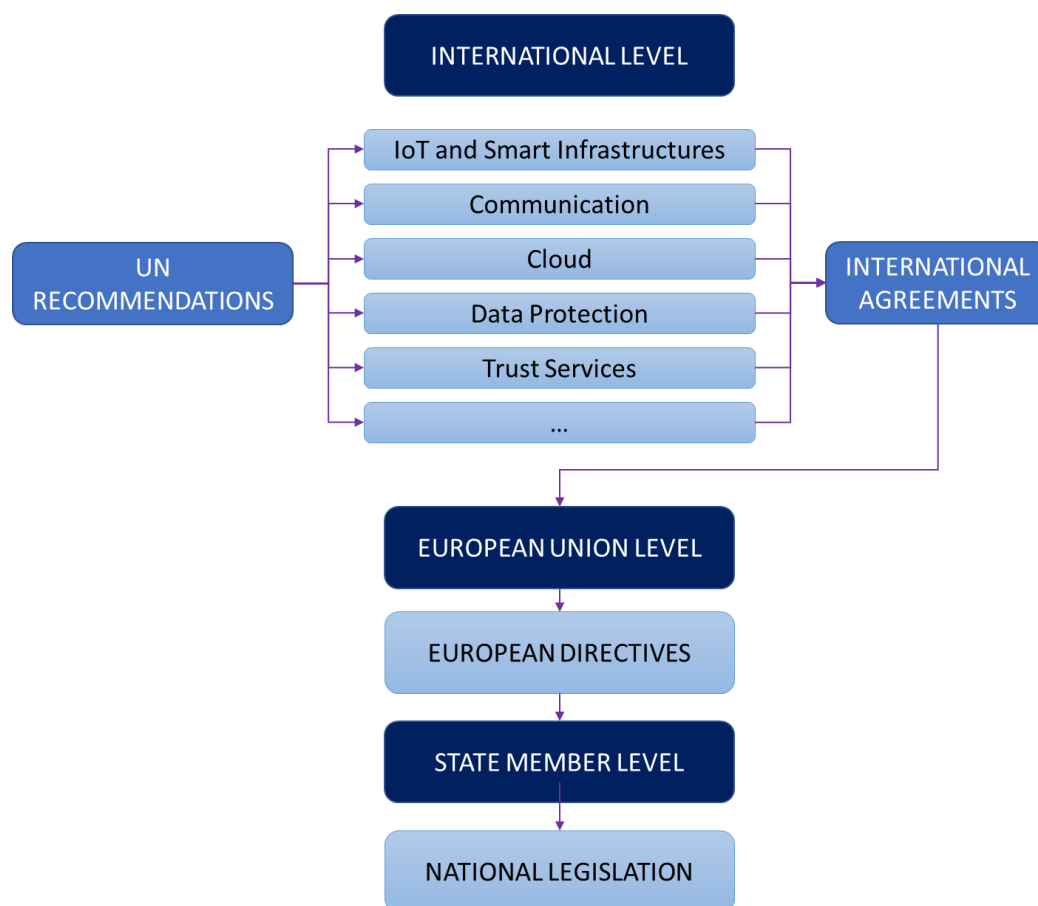 INTERNATIONAL LEVEL
IoT and Smart Infrastructures
Communication
Cloud
Data Protection
Trust Services
...
UN
RECOMMENDATIONS
INTERNATIONAL
AGREEMENTS
EUROPEAN UNION LEVEL
EUROPEAN DIRECTIVES
STATE MEMBER LEVEL
NATIONAL LEGISLATION